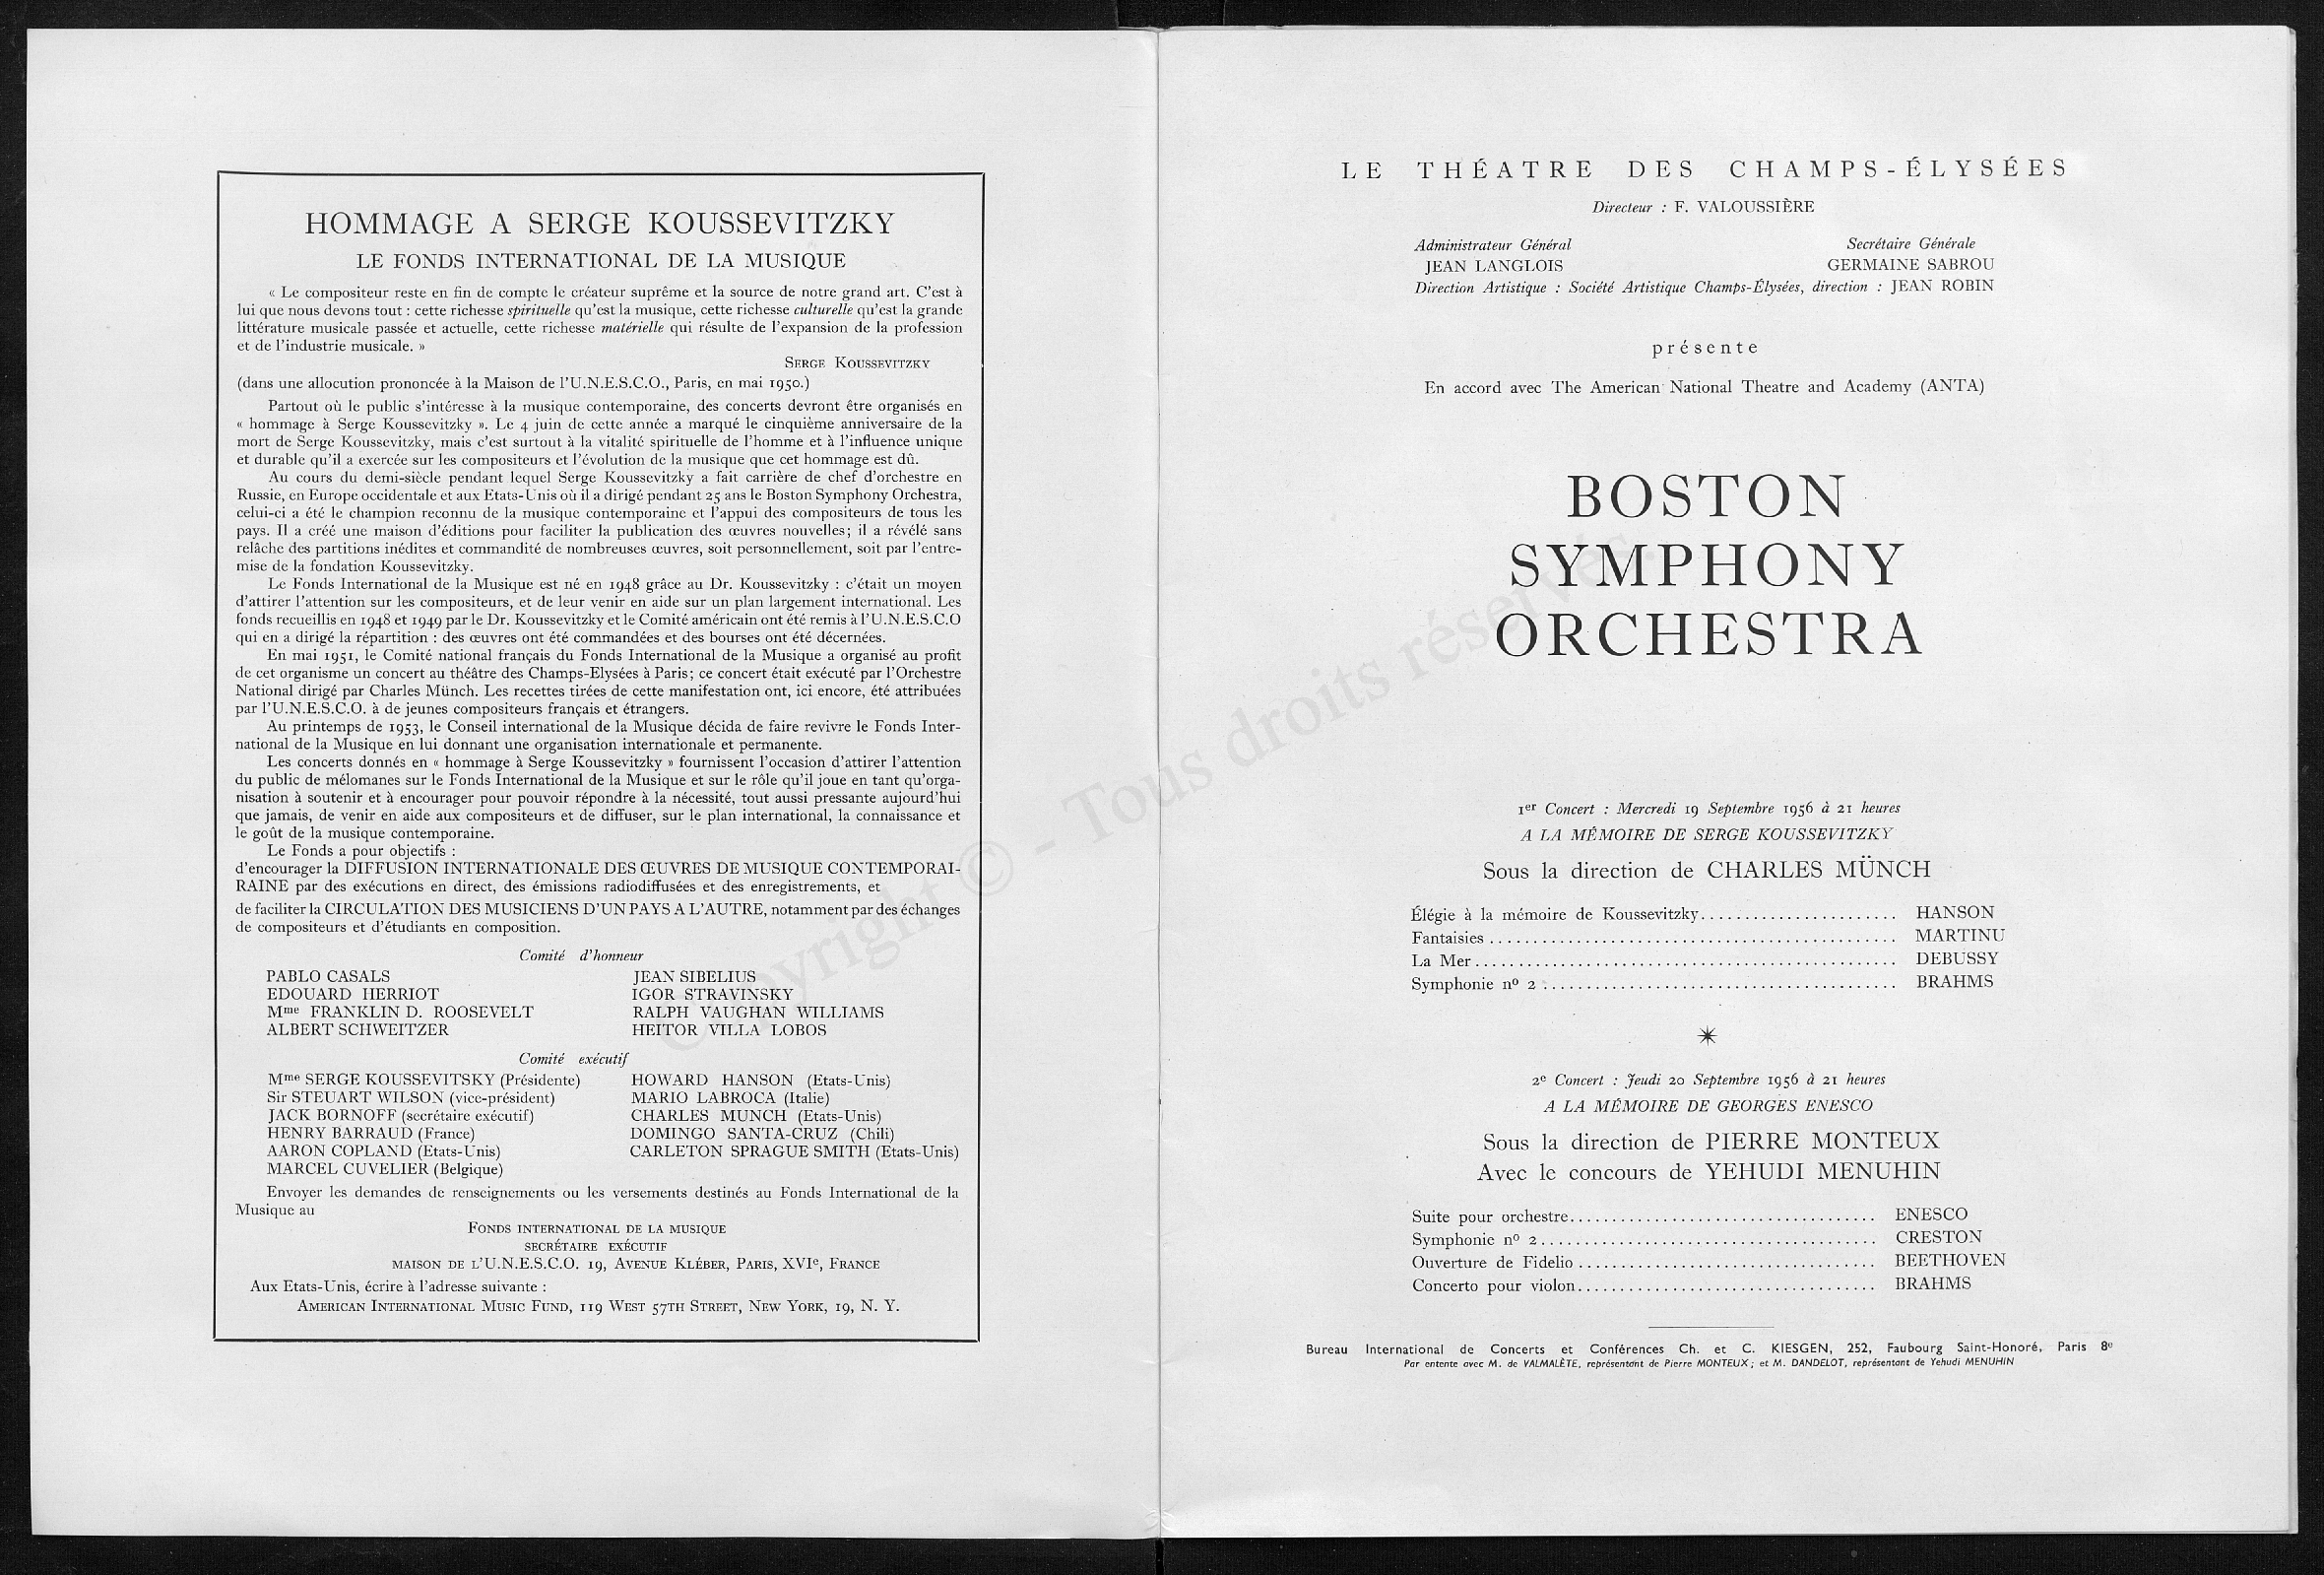 HOMMAGE A SERGE KOUSSEVITZKY
LE FONDS INTERNATIONAL DE LA MUSIQUE
« Le compositeur reste en fin de compte le créateur suprême et la source de notre grand art. C'est à
lui que nous devons tout : cette richesse spirituelle qu'est la musique, cette richesse culturelle qu'est la grande
littérature musicale passée et actuelle, cette richesse matérielle qui résulte de l'expansion de la profession
et de l'industrie musicale. »
SERGE KOUSSEVITZKY
(dans une allocution prononcée à la Maison de l'U.N.E.S.C.O., Paris, en mai 1950.)
Partout où le public s'intéresse à la musique contemporaine, des concerts devront être organisés en
« hommage à Serge Koussevitzky ». Le 4 juin de cette année a marqué le cinquième anniversaire de la
mort de Serge Koussevitzky, mais c'est surtout à la vitalité spirituelle de l'homme et à l'influence unique
et durable qu'il a exercée sur les compositeurs et l'évolution de la musique que cet hommage est dû.
Au cours du demi-siècle pendant lequel Serge Koussevitzky a fait carrière de chef d'orchestre en
Russie, en Europe occidentale et aux Etats-Unis où il a dirigé pendant 25 ans le Boston Symphony Orchestra,
celui-ci a été le champion reconnu de la musique contemporaine et l'appui des compositeurs de tous les
pays. Il a créé une maison d'éditions pour faciliter la publication des œuvres nouvelles; il a révélé sans
relâche des partitions inédites et commandité de nombreuses œuvres, soit personnellement, soit par l'entre-
mise de la fondation Koussevitzky.
Le Fonds International de la Musique est né en 1948 grâce au Dr. Koussevitzky : c'était un moyen
d'attirer l'attention sur les compositeurs, et de leur venir en aide sur un plan largement international. Les
fonds recueillis en 1948 et 1949 par le Dr. Koussevitzky et le Comité américain ont été remis à l'U.N.E.S.C.O
qui en a dirigé la répartition : des œuvres ont été commandées et des bourses ont été décernées.
En mai 1951, le Comité national français du Fonds International de la Musique a organisé au profit
de cet organisme un concert au théâtre des Champs-Elysées à Paris; ce concert était exécuté par l'Orchestre
National dirigé par Charles Münch. Les recettes tirées de cette manifestation ont, ici encore, été attribuées
par l'U.N.E.S.C.O. à de jeunes compositeurs français et étrangers.
Au printemps de 1953, le Conseil international de la Musique décida de faire revivre le Fonds Inter-
national de la Musique en lui donnant une organisation internationale et permanente.
Les concerts donnés en « hommage à Serge Koussevitzky » fournissent l'occasion d'attirer l'attention
du public de mélomanes sur le Fonds International de la Musique et sur le rôle qu'il joue en tant qu'orga-
nisation à soutenir et à encourager pour pouvoir répondre à la nécessité, tout aussi pressante aujourd'hui
que jamais, de venir en aide aux compositeurs et de diffuser, sur le plan international, la connaissance et
le goût de la musique contemporaine.
Le Fonds a pour objectifs :
d'encourager la DIFFUSION INTERNATIONALE DES ŒUVRES DE MUSIQUE CONTEMPORAI-
RAINE par des exécutions en direct, des émissions radiodiffusées et des enregistrements, et
de faciliter la CIRCULATION DES MUSICIENS D'UN PAYS A L'AUTRE, notamment par des échanges
de compositeurs et d'étudiants en composition.
Comité d'honneur
PABLO CASALS JEAN SIBELIUS
EDOUARD HERRIOT IGOR STRAVINSKY
Mme FRANKLIN D. ROOSEVELT RALPH VAUGHAN WILLIAMS
ALBERT SCHWEITZER HEITOR VILLA LOBOS
Comité exécutif
Mme SERGE KOUSSEVITSKY (Présidente) HOWARD HANSON (Etats-Unis)
Sir STEUART WILSON (vice-président) MARIO LABROCA (Italie)
JACK BORNOFF (secrétaire exécutif) CHARLES MUNCH (Etats-Unis)
HENRY BARRAUD (France) DOMINGO SANTA-CRUZ (Chili)
AARON COPLAND (Etats-Unis) CARLETON SPRAGUE SMITH (Etats-Unis)
MARCEL CUVELIER (Belgique)
Envoyer les demandes de renseignements ou les versements destinés au Fonds International de la
Musique au
FONDS INTERNATIONAL DE LA MUSIQUE
SECRÉTAIRE EXÉCUTIF
MAISON DE L'U.N.E.S.C.O. 19, AVENUE KLÉBER, PARIS, XVIe, FRANCE
Aux Etats-Unis, écrire à l'adresse suivante :
AMERICAN INTERNATIONAL MUSIC FUND, 119 WEST 57TH STREET, NEW YORK, 19, N. Y.
LE THÉATRE DES CHAMPS-ÉLYSÉES
Directeur : F. VALOUSSIÈRE
Administrateur Général Secrétaire Générale
JEAN LANGLOIS GERMAINE SABROU
Direction Artistique : Société Artistique Champs-Élysées, direction : JEAN ROBIN
présente
En accord avec The American National Theatre and Academy (ANTA)
BOSTON
SYMPHONY
ORCHESTRA
1er Concert : Mercredi 19 Septembre 1956 à 21 heures
A LA MÉMOIRE DE SERGE KOUSSEVITZKY
Sous la direction de CHARLES MÜNCH
Élégie à la mémoire de Koussevitzky....................... HANSON
Fantaisies............................................... MARTINU
La Mer................................................ DEBUSSY
Symphonie no 2......................................... BRAHMS
2e Concert : Jeudi 20 Septembre 1956 à 21 heures
A LA MÉMOIRE DE GEORGES ENESCO
Sous la direction de PIERRE MONTEUX
Avec le concours de YEHUDI MENUHIN
Suite pour orchestre.................................... ENESCO
Symphonie no 2....................................... CRESTON
Ouverture de Fidelio................................... BEETHOVEN
Concerto pour violon................................... BRAHMS
Bureau International de Concerts et Conférences Ch. et C. KIESGEN, 252, Faubourg Saint-Honoré, Paris 8e
Par entente avec M. de VALMALÈTE, représentant de Pierre MONTEUX ; et M. DANDELOT, représentant de Yehudi MENUHIN
Copyright © - Tous droits réservés.